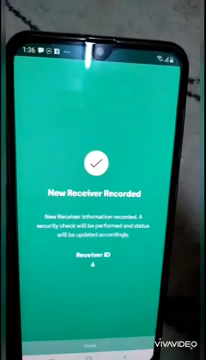 1:36
New Receiver Recorded
New Receiver information recorded. A
security check will be performed and status
will be updated accordingly.
Receiver ID
Close
VIVAVIDEO